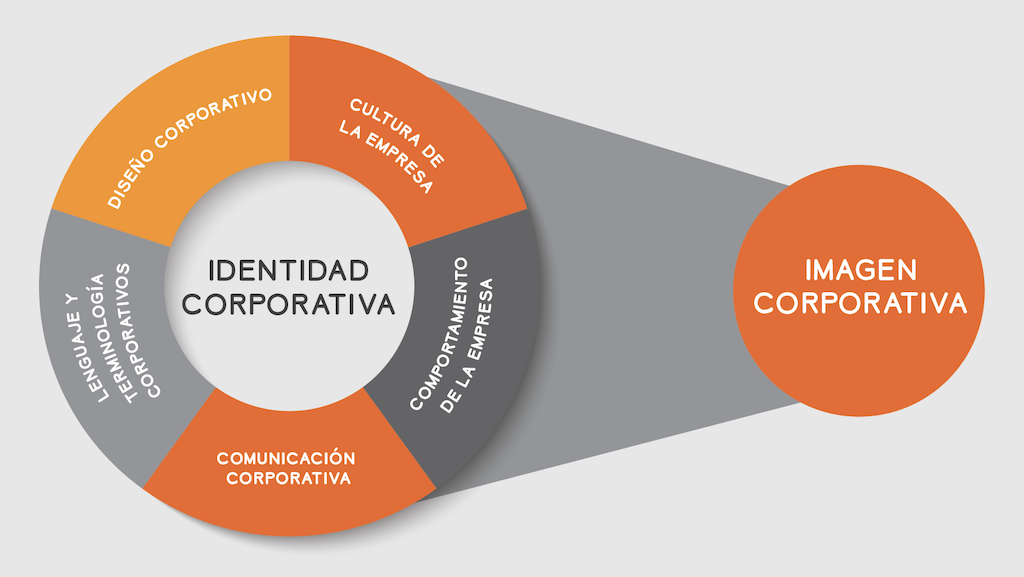 DISEÑO CORPORATIVO
CULTURA DE
LA EMPRESA
IDENTIDAD
CORPORATIVA
LENGUAJE Y
TERMINOLOGÍA
CORPORATIVOS
COMPORTAMIENTO
DE LA EMPRESA
COMUNICACIÓN
CORPORATIVA
IMAGEN
CORPORATIVA